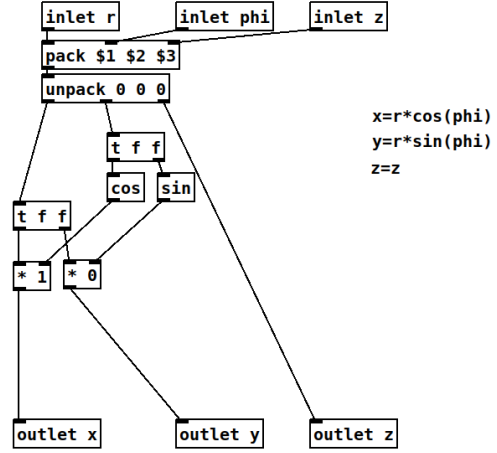 inlet r
inlet phi
inlet z
pack $1 $2 $3
unpack 0 0 0
x=r*cos(phi)
y=r*sin(phi)
z=z
t f f
cos
sin
t f f
* 1
* 0
outlet x
outlet y
outlet z